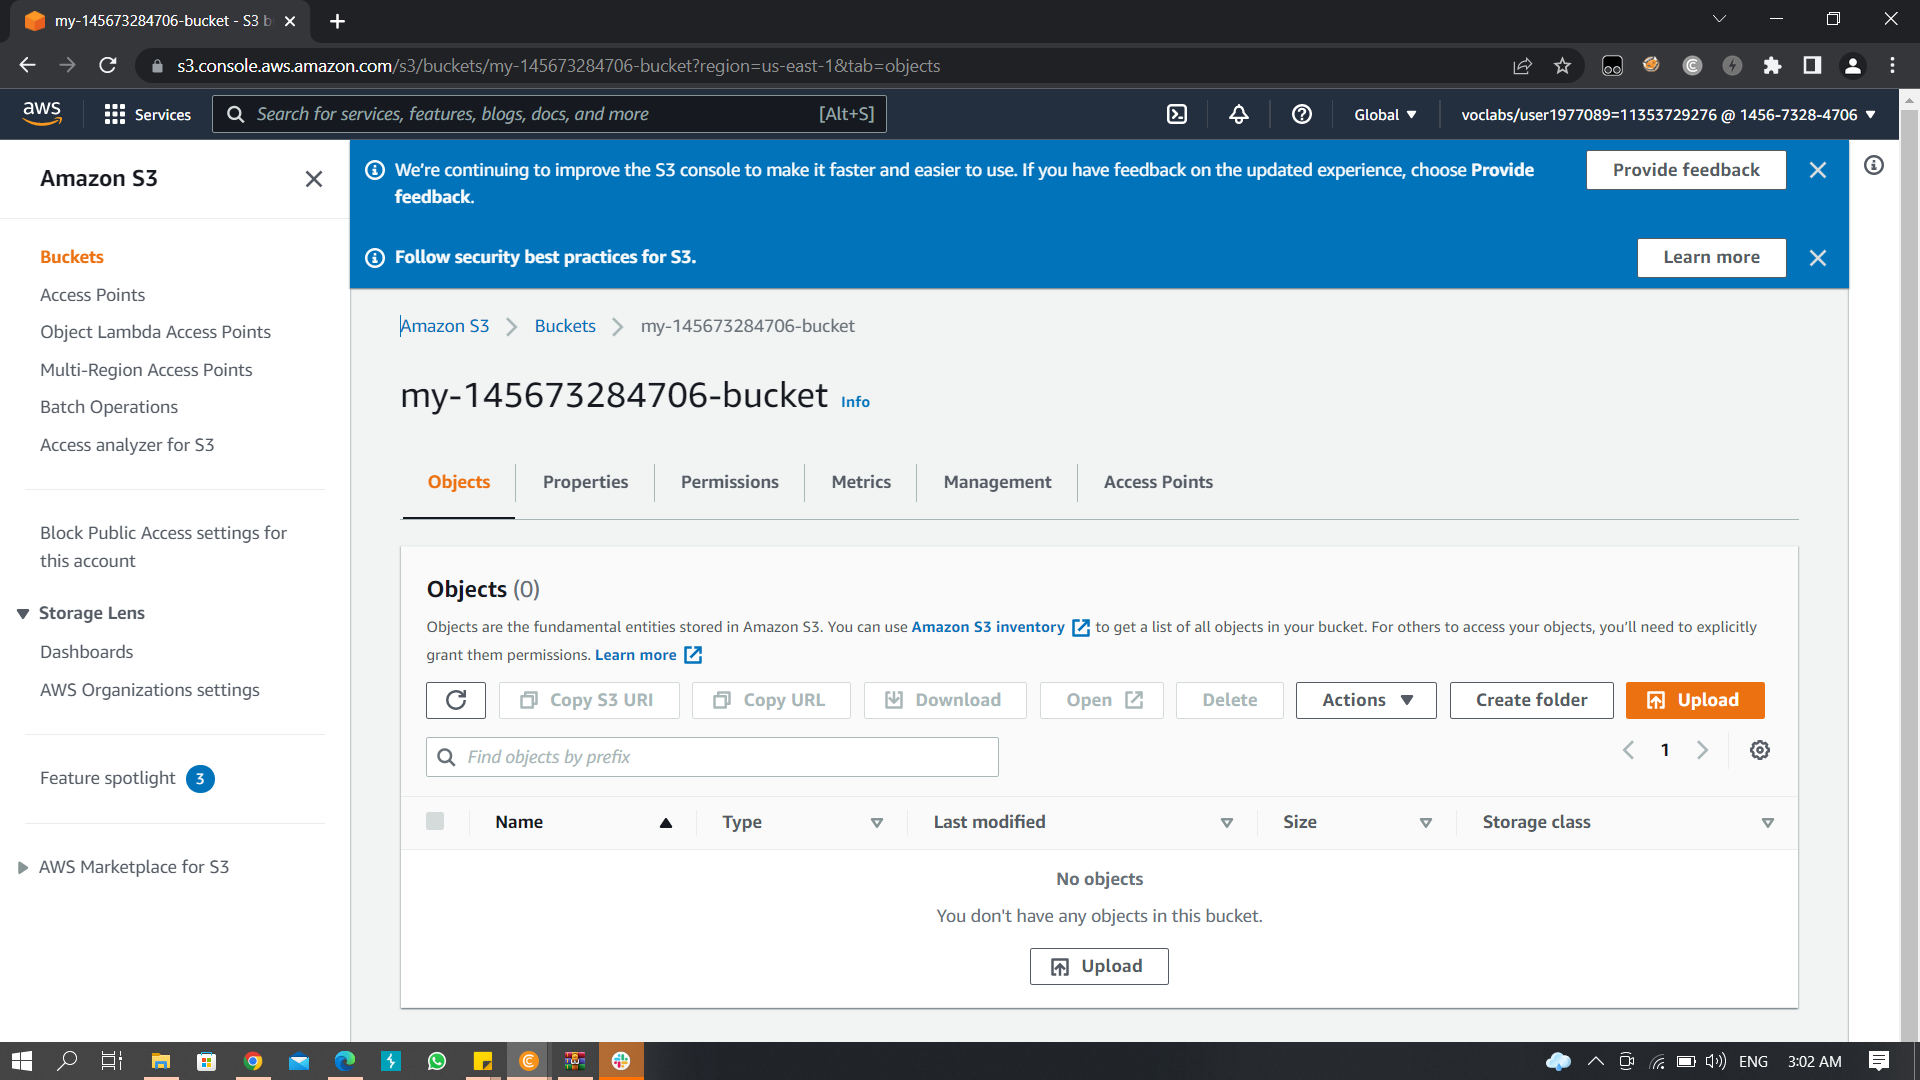 my-145673284706-bucket - S3 b
s3.console.aws.amazon.com/s3/buckets/my-145673284706-bucket?region=us-east-1&tab=objects
aws
Services
Search for services, features, blogs, docs, and more
[Alt+S]
Global
voclabs/user1977089=11353729276 @ 1456-7328-4706
Amazon S3
Buckets
Access Points
Object Lambda Access Points
Multi-Region Access Points
Batch Operations
Access analyzer for S3
Block Public Access settings for
this account
Storage Lens
Dashboards
AWS Organizations settings
Feature spotlight 3
AWS Marketplace for S3
We're continuing to improve the S3 console to make it faster and easier to use. If you have feedback on the updated experience, choose Provide
feedback.
Provide feedback
Follow security best practices for S3.
Learn more
Amazon S3 > Buckets > my-145673284706-bucket
my-145673284706-bucket Info
Objects
Properties
Permissions
Metrics
Management
Access Points
Objects (0)
Objects are the fundamental entities stored in Amazon S3. You can use Amazon S3 inventory to get a list of all objects in your bucket. For others to access your objects, you'll need to explicitly
grant them permissions. Learn more
Copy S3 URI
Copy URL
Download
Open
Delete
Actions
Create folder
Upload
Find objects by prefix
1
Name
Type
Last modified
Size
Storage class
No objects
You don't have any objects in this bucket.
Upload
ENG
3:02 AM